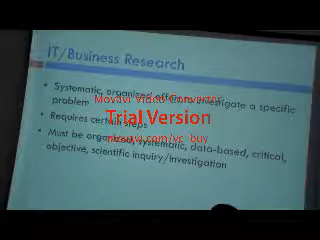 IT/Business Research
• Systematic, organized effort to investigate a specific
problem
• Requires certain steps
• Must be organized, systematic, data-based, critical,
objective, scientific inquiry/investigation
Movavi Video Converter
Trial Version
movavi.com/vc_buy